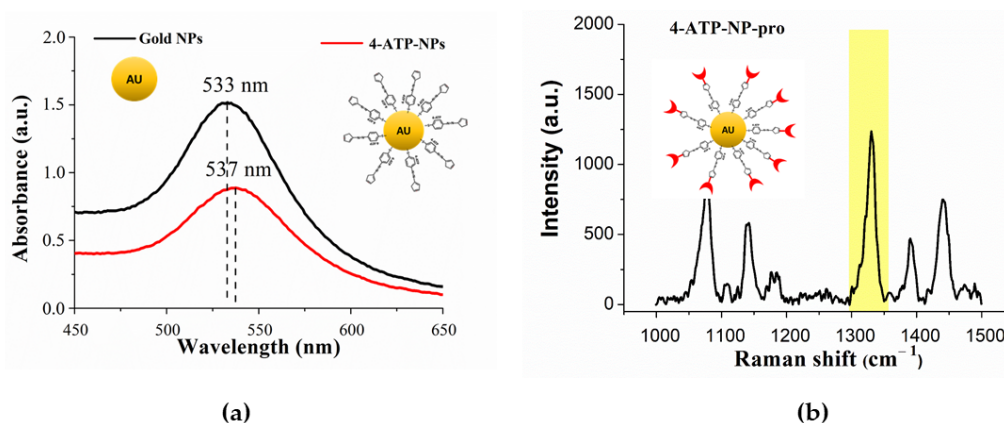 Gold NPs
4-ATP-NPs
AU
AU
533 nm
537 nm
Absorbance (a.u.)
2.0
1.5
1.0
0.5
0.0
450
500
550
600
650
Wavelength (nm)
(a)
4-ATP-NP-pro
AU
Intensity (a.u.)
2000
1500
1000
500
0
1000
1100
1200
1300
1400
1500
Raman shift (cm⁻¹)
(b)